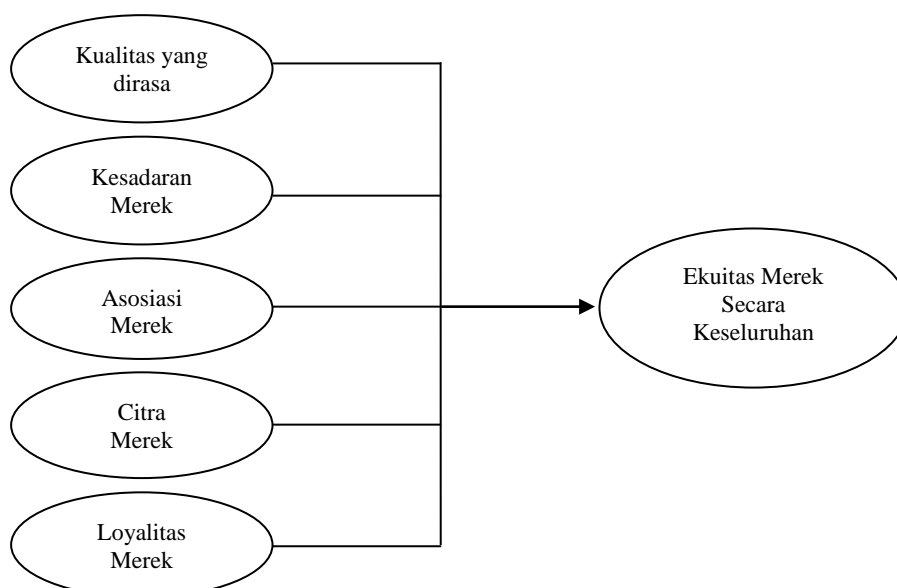 Kualitas yang
dirasa
Kesadaran
Merek
Asosiasi
Merek
Citra
Merek
Loyalitas
Merek
Ekuitas Merek
Secara
Keseluruhan